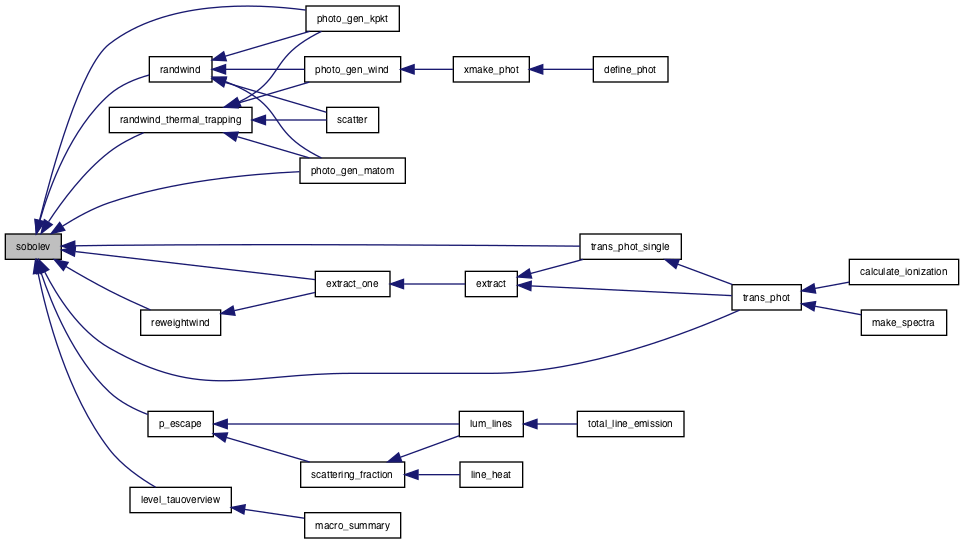 photo_gen_kpkt
randwind
photo_gen_wind
xmake_phot
define_phot
randwind_thermal_trapping
scatter
photo_gen_matom
sobolev
trans_phot_single
calculate_ionization
extract_one
extract
trans_phot
reweightwind
make_spectra
p_escape
lum_lines
total_line_emission
scattering_fraction
line_heat
level_tauoverview
macro_summary